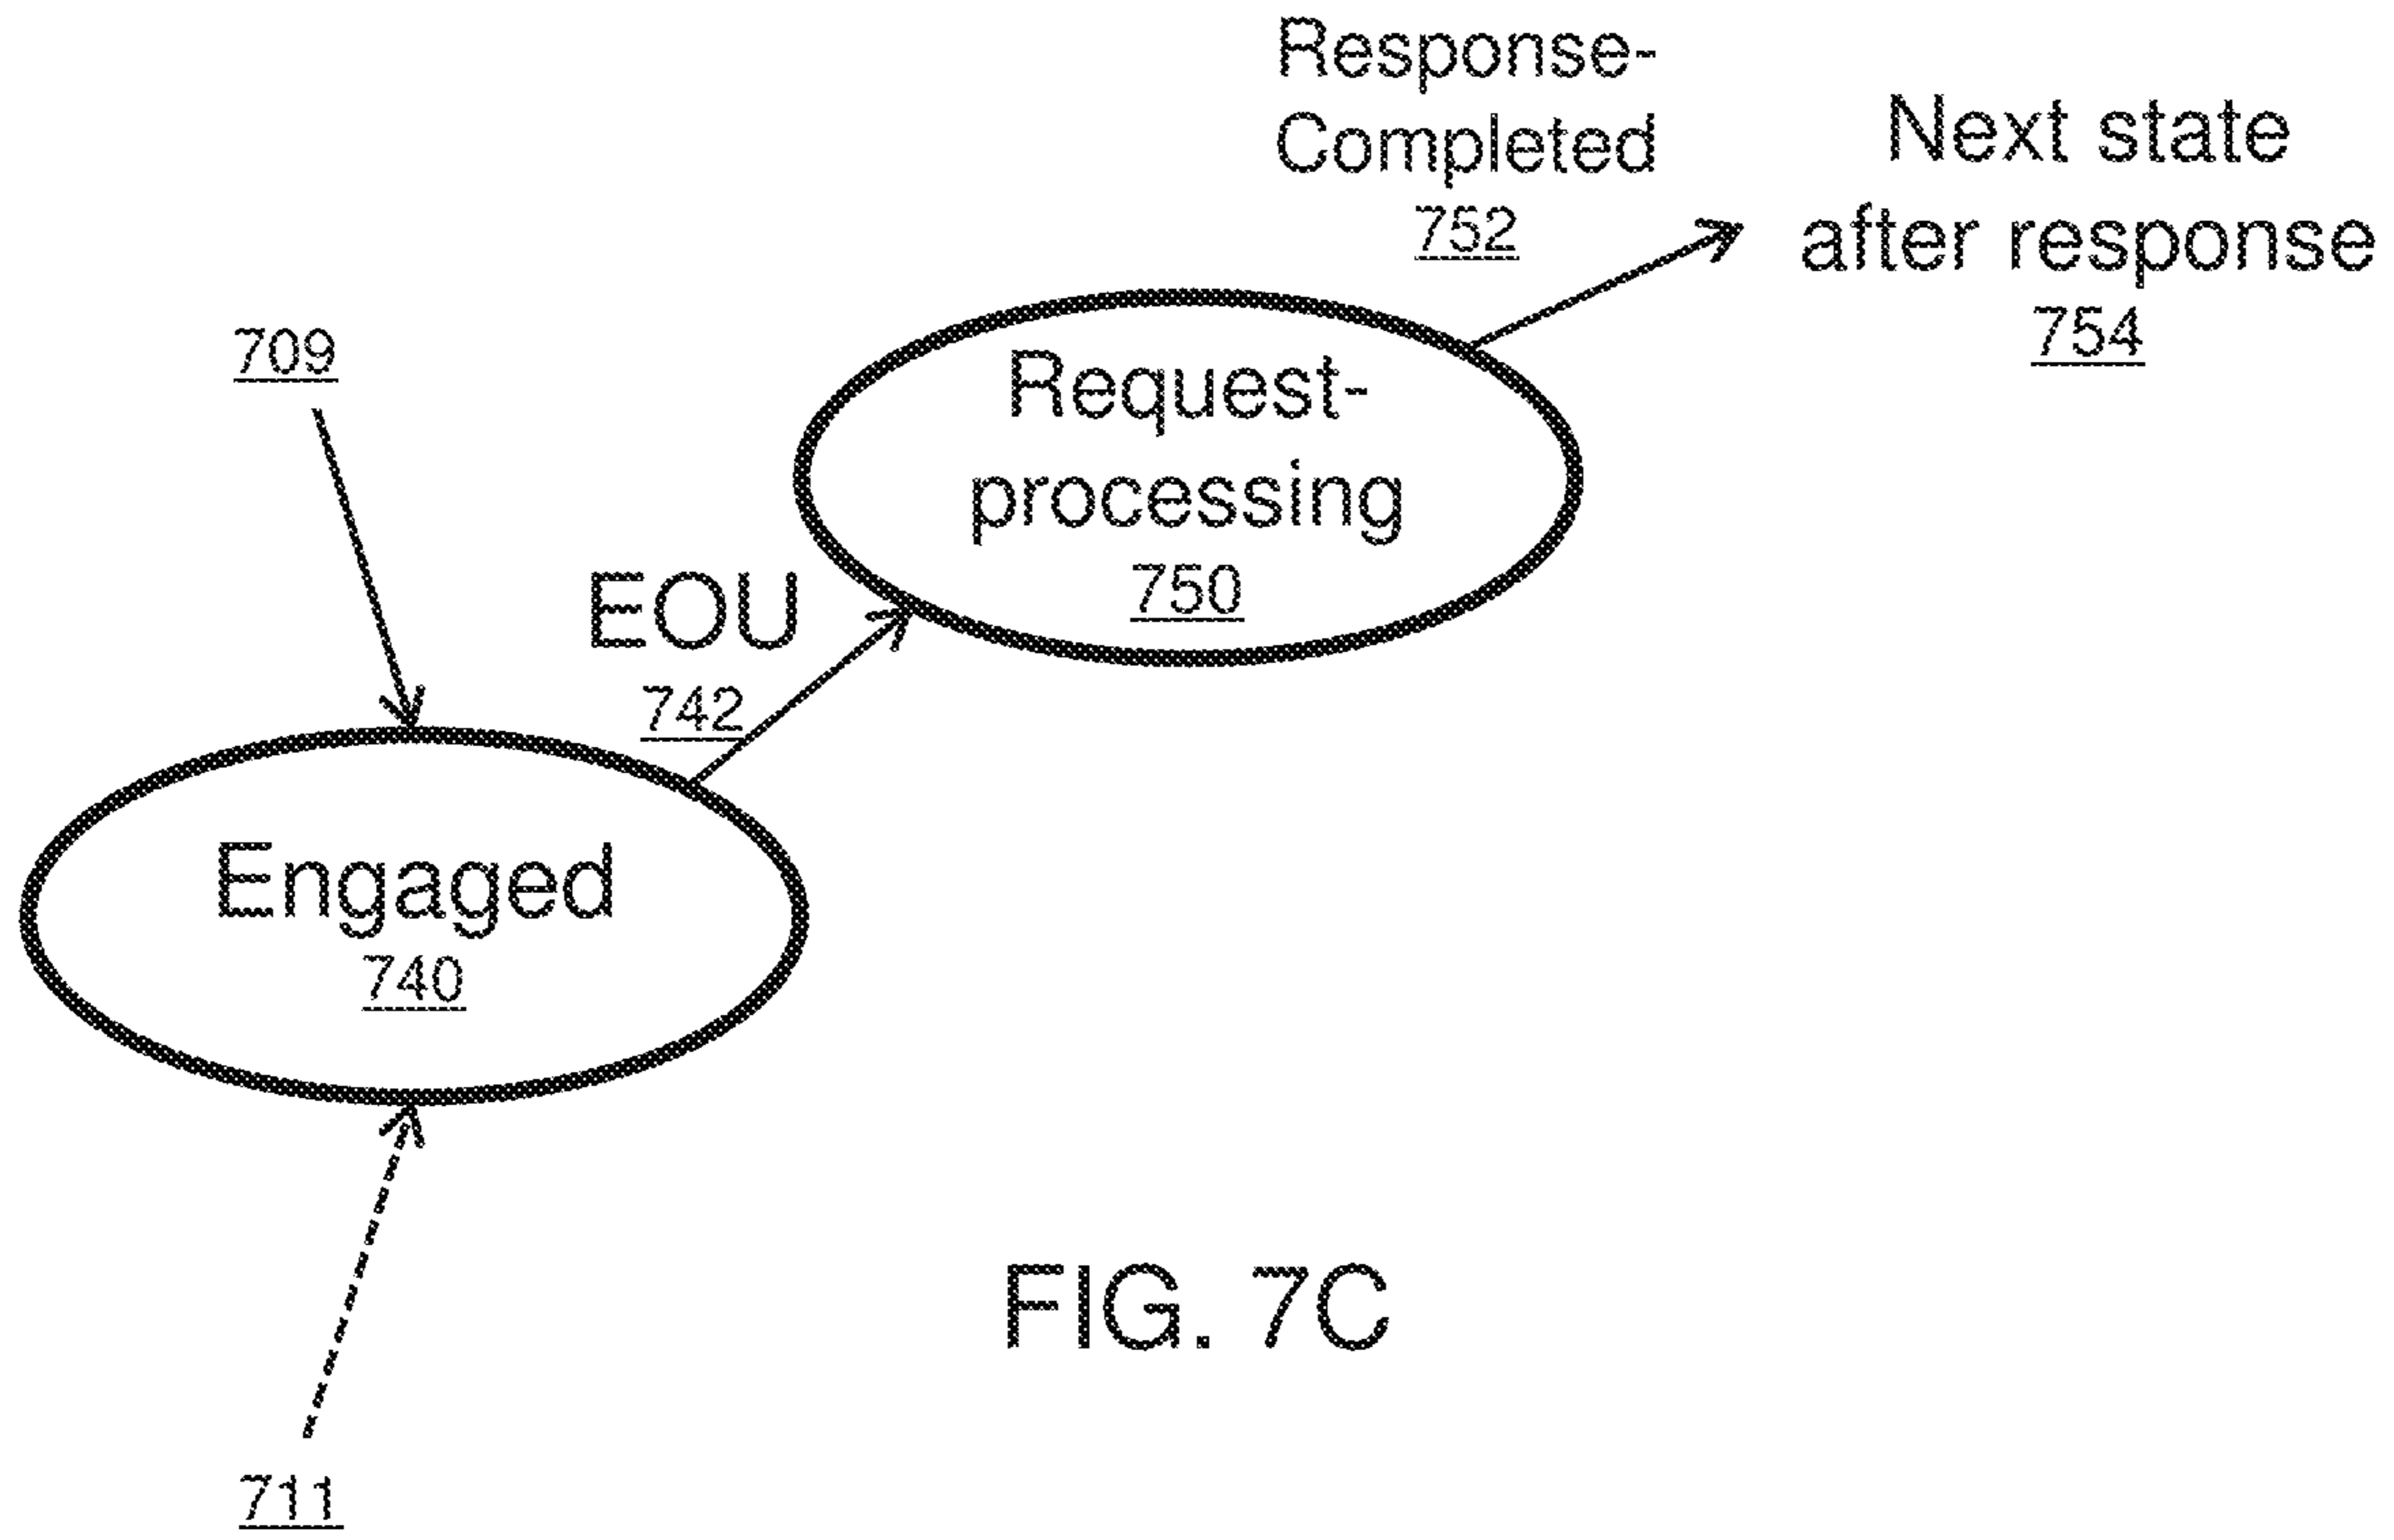 Response-
Completed
752
Next state
after response
754
709
Request-
processing
750
EOU
742
Engaged
740
711
FIG. 7C